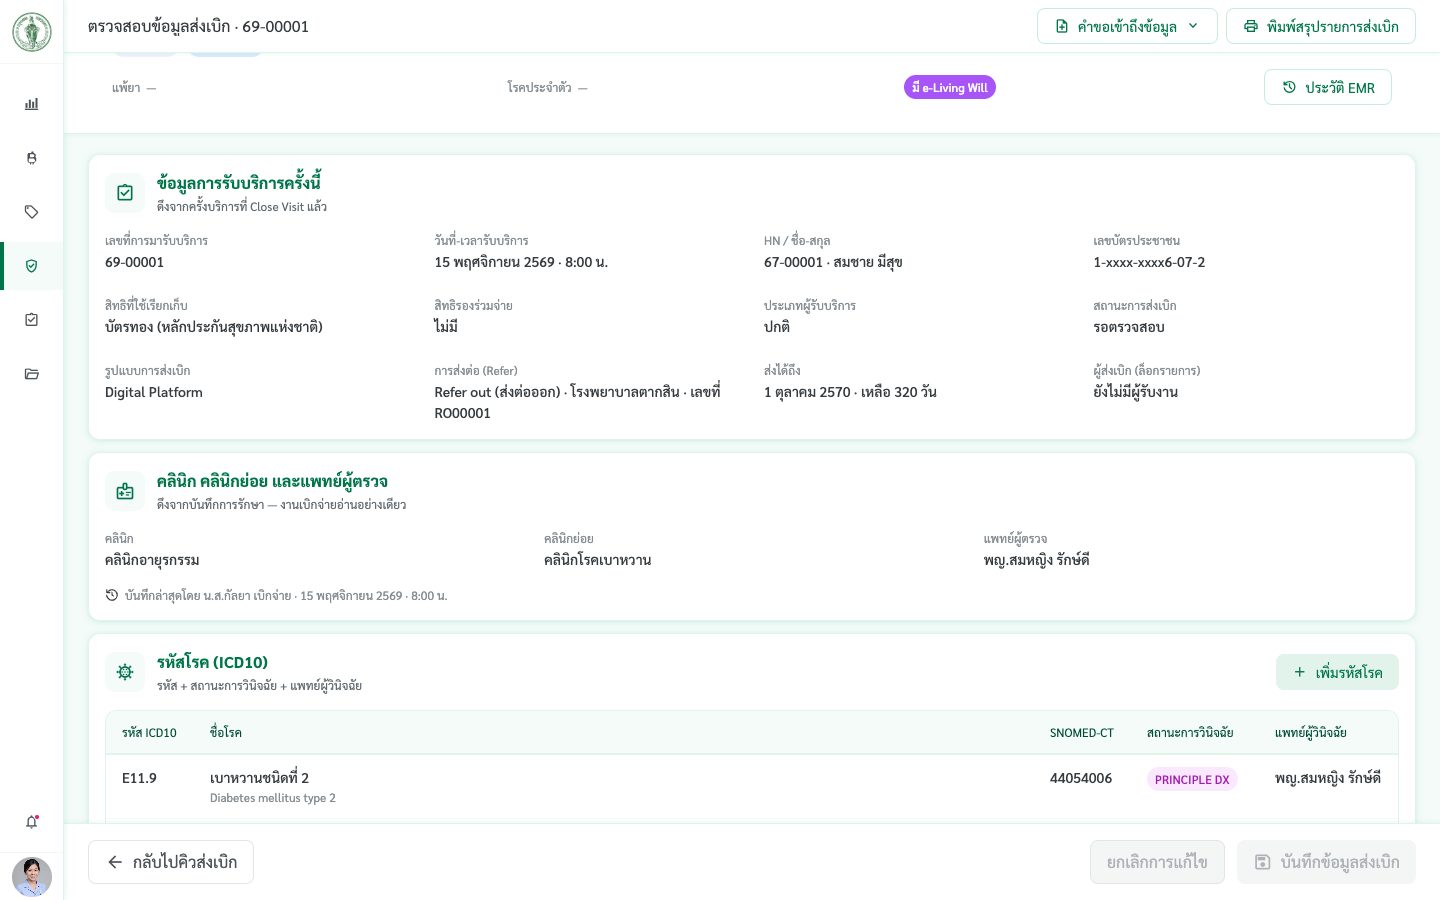 ตรวจสอบข้อมูลส่งเบิก · 69-00001
คำขอเข้าถึงข้อมูล
พิมพ์สรุปรายการส่งเบิก
แพ้ยา —
โรคประจำตัว —
มี e-Living Will
ประวัติ EMR
ข้อมูลการรับบริการครั้งนี้
ดึงจากครั้งบริการที่ Close Visit แล้ว
เลขที่การมารับบริการ
69-00001
วันที่-เวลารับบริการ
15 พฤศจิกายน 2569 · 8:00 น.
HN / ชื่อ-สกุล
67-00001 · สมชาย มีสุข
เลขบัตรประชาชน
1-xxxx-xxxx6-07-2
สิทธิที่ใช้เรียกเก็บ
บัตรทอง (หลักประกันสุขภาพแห่งชาติ)
สิทธิรองร่วมจ่าย
ไม่มี
ประเภทผู้รับบริการ
ปกติ
สถานะการส่งเบิก
รอตรวจสอบ
รูปแบบการส่งเบิก
Digital Platform
การส่งต่อ (Refer)
Refer out (ส่งต่อออก) · โรงพยาบาลตากสิน · เลขที่
RO00001
ส่งได้ถึง
1 ตุลาคม 2570 · เหลือ 320 วัน
ผู้ส่งเบิก (ล็อกรายการ)
ยังไม่มีผู้รับงาน
คลินิก คลินิกย่อย และแพทย์ผู้ตรวจ
ดึงจากบันทึกการรักษา — งานเบิกจ่ายอ่านอย่างเดียว
คลินิก
คลินิกอายุรกรรม
คลินิกย่อย
คลินิกโรคเบาหวาน
แพทย์ผู้ตรวจ
พญ.สมหญิง รักษ์ดี
บันทึกล่าสุดโดย น.ส.กัลยา เบิกจ่าย · 15 พฤศจิกายน 2569 · 8:00 น.
รหัสโรค (ICD10)
รหัส + สถานะการวินิจฉัย + แพทย์ผู้วินิจฉัย
เพิ่มรหัสโรค
รหัส ICD10
ชื่อโรค
SNOMED-CT
สถานะการวินิจฉัย
แพทย์ผู้วินิจฉัย
E11.9
เบาหวานชนิดที่ 2
Diabetes mellitus type 2
44054006
PRINCIPLE DX
พญ.สมหญิง รักษ์ดี
กลับไปคิวส่งเบิก
ยกเลิกการแก้ไข
บันทึกข้อมูลส่งเบิก